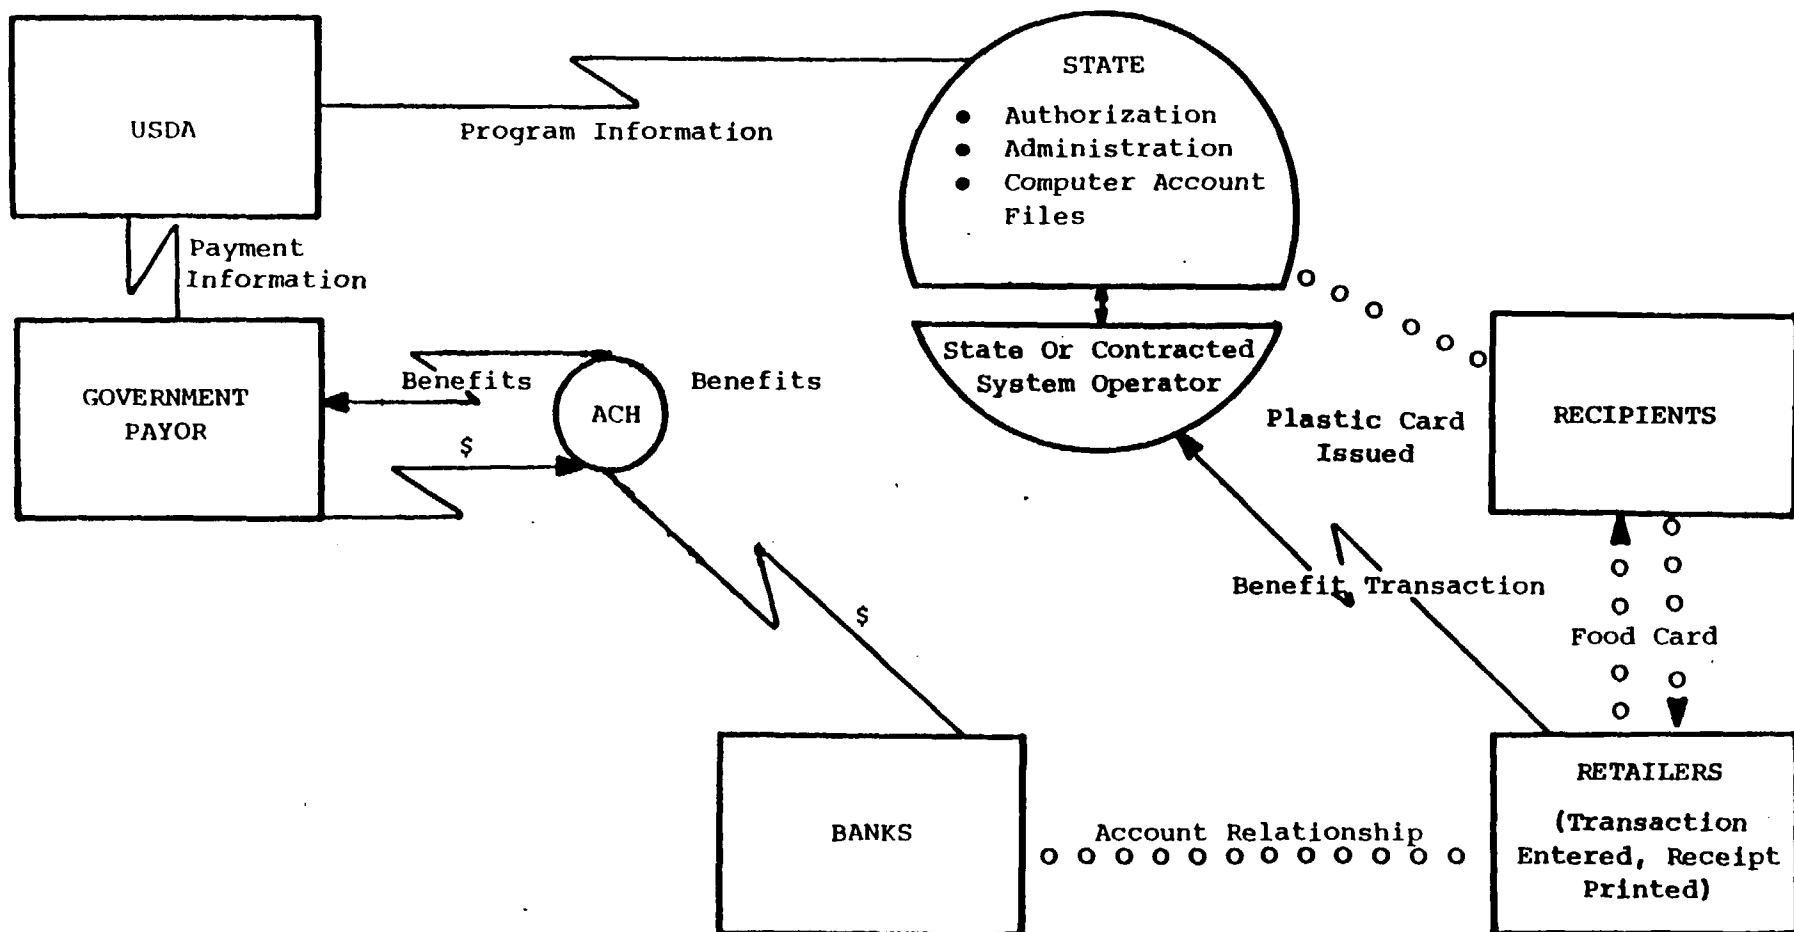 USDA
Program Information
STATE
● Authorization
● Administration
● Computer Account
Files
Payment
Information
GOVERNMENT
PAYOR
Benefits
ACH
Benefits
$
State Or Contracted
System Operator
Plastic Card
Issued
RECIPIENTS
Benefit Transaction
$
Food Card
BANKS
Account Relationship
RETAILERS
(Transaction
Entered, Receipt
Printed)